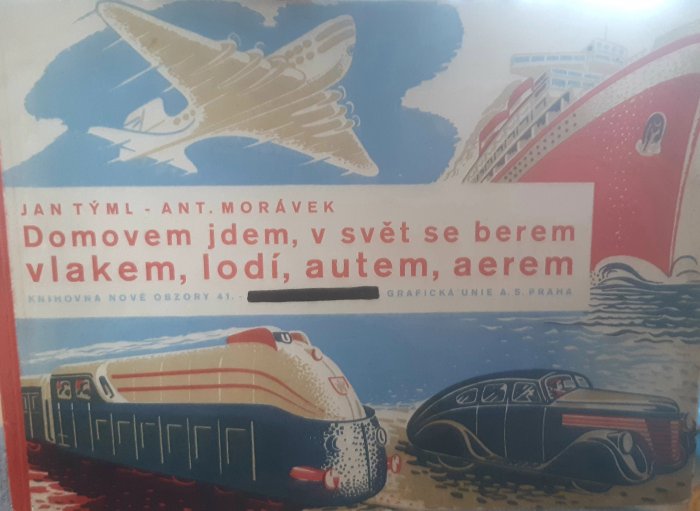 JAN TÝML - ANT. MORÁVEK
Domovem jdem, v svět se berem
vlakem, lodí, autem, aerem
KNIHOVNA NOVÉ OBZORY 41. - GRAFICKÁ UNIE A. S. PRAHA